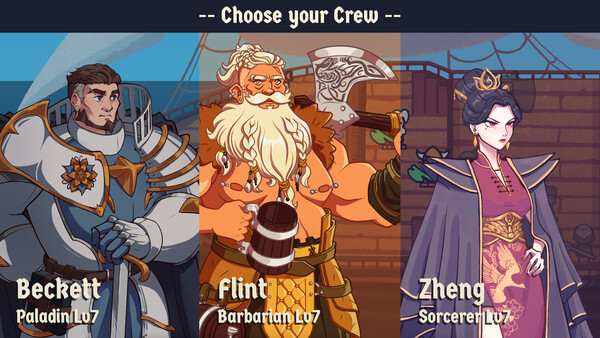 -- Choose your Crew --
Beckett
Paladin Lv7
Flint
Barbarian Lv7
Zheng
Sorcerer Lv7